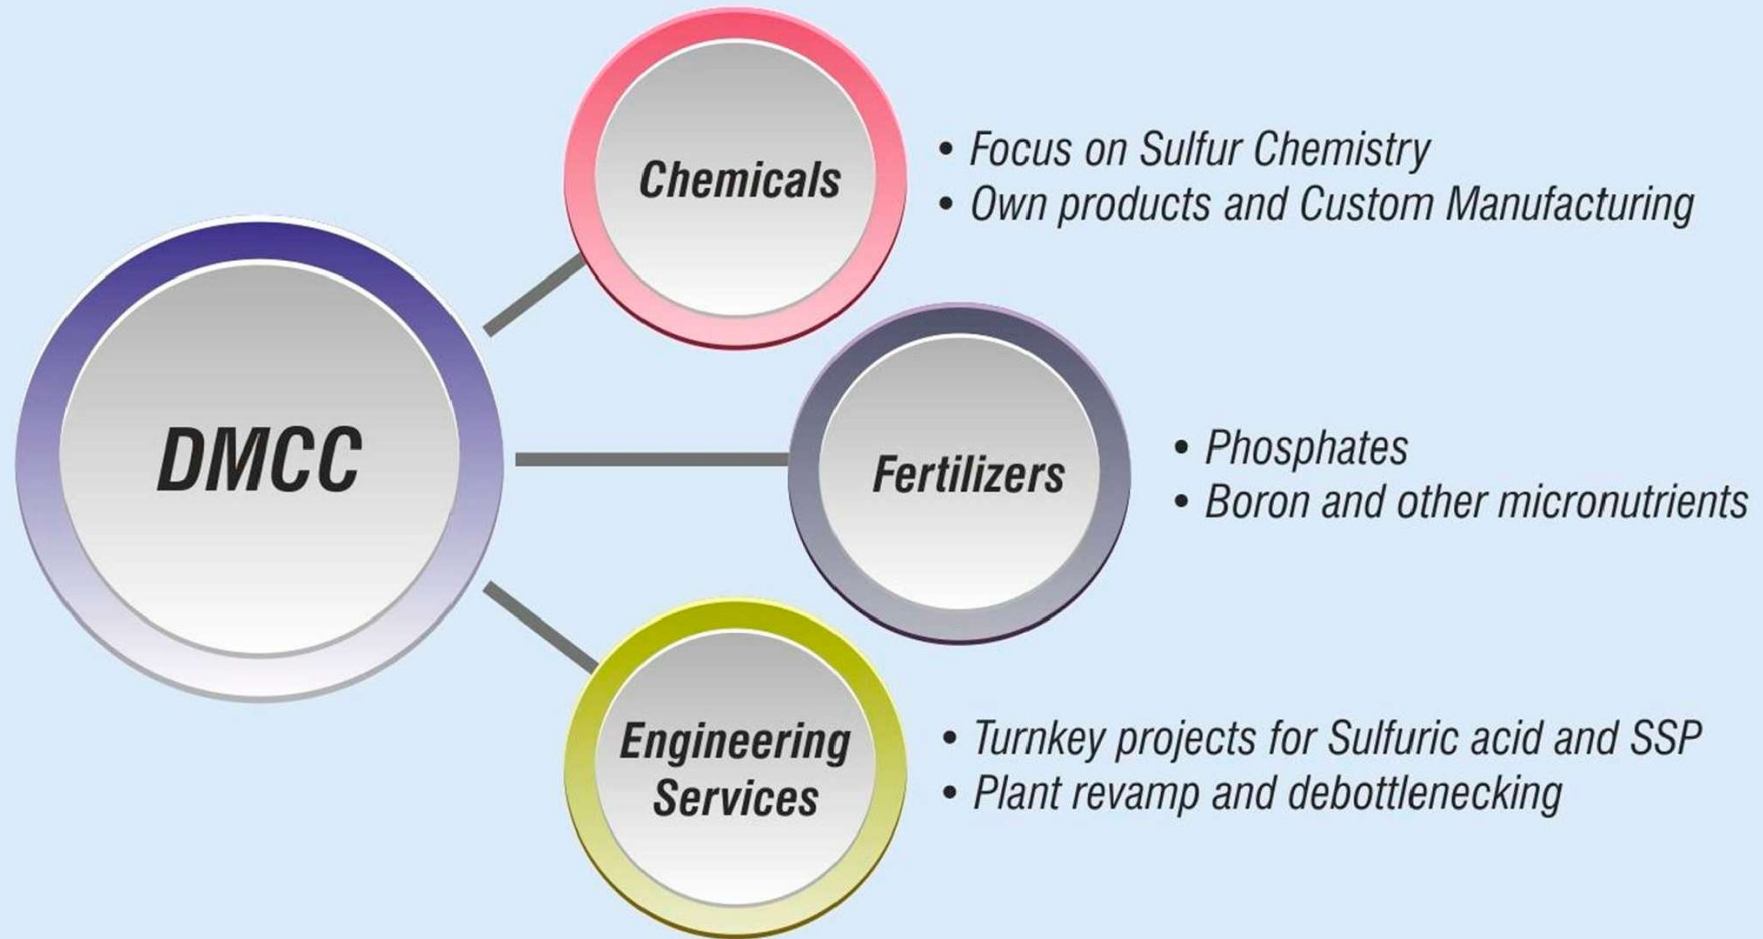 DMCC
Chemicals
• Focus on Sulfur Chemistry
• Own products and Custom Manufacturing
Fertilizers
• Phosphates
• Boron and other micronutrients
Engineering
Services
• Turnkey projects for Sulfuric acid and SSP
• Plant revamp and debottlenecking